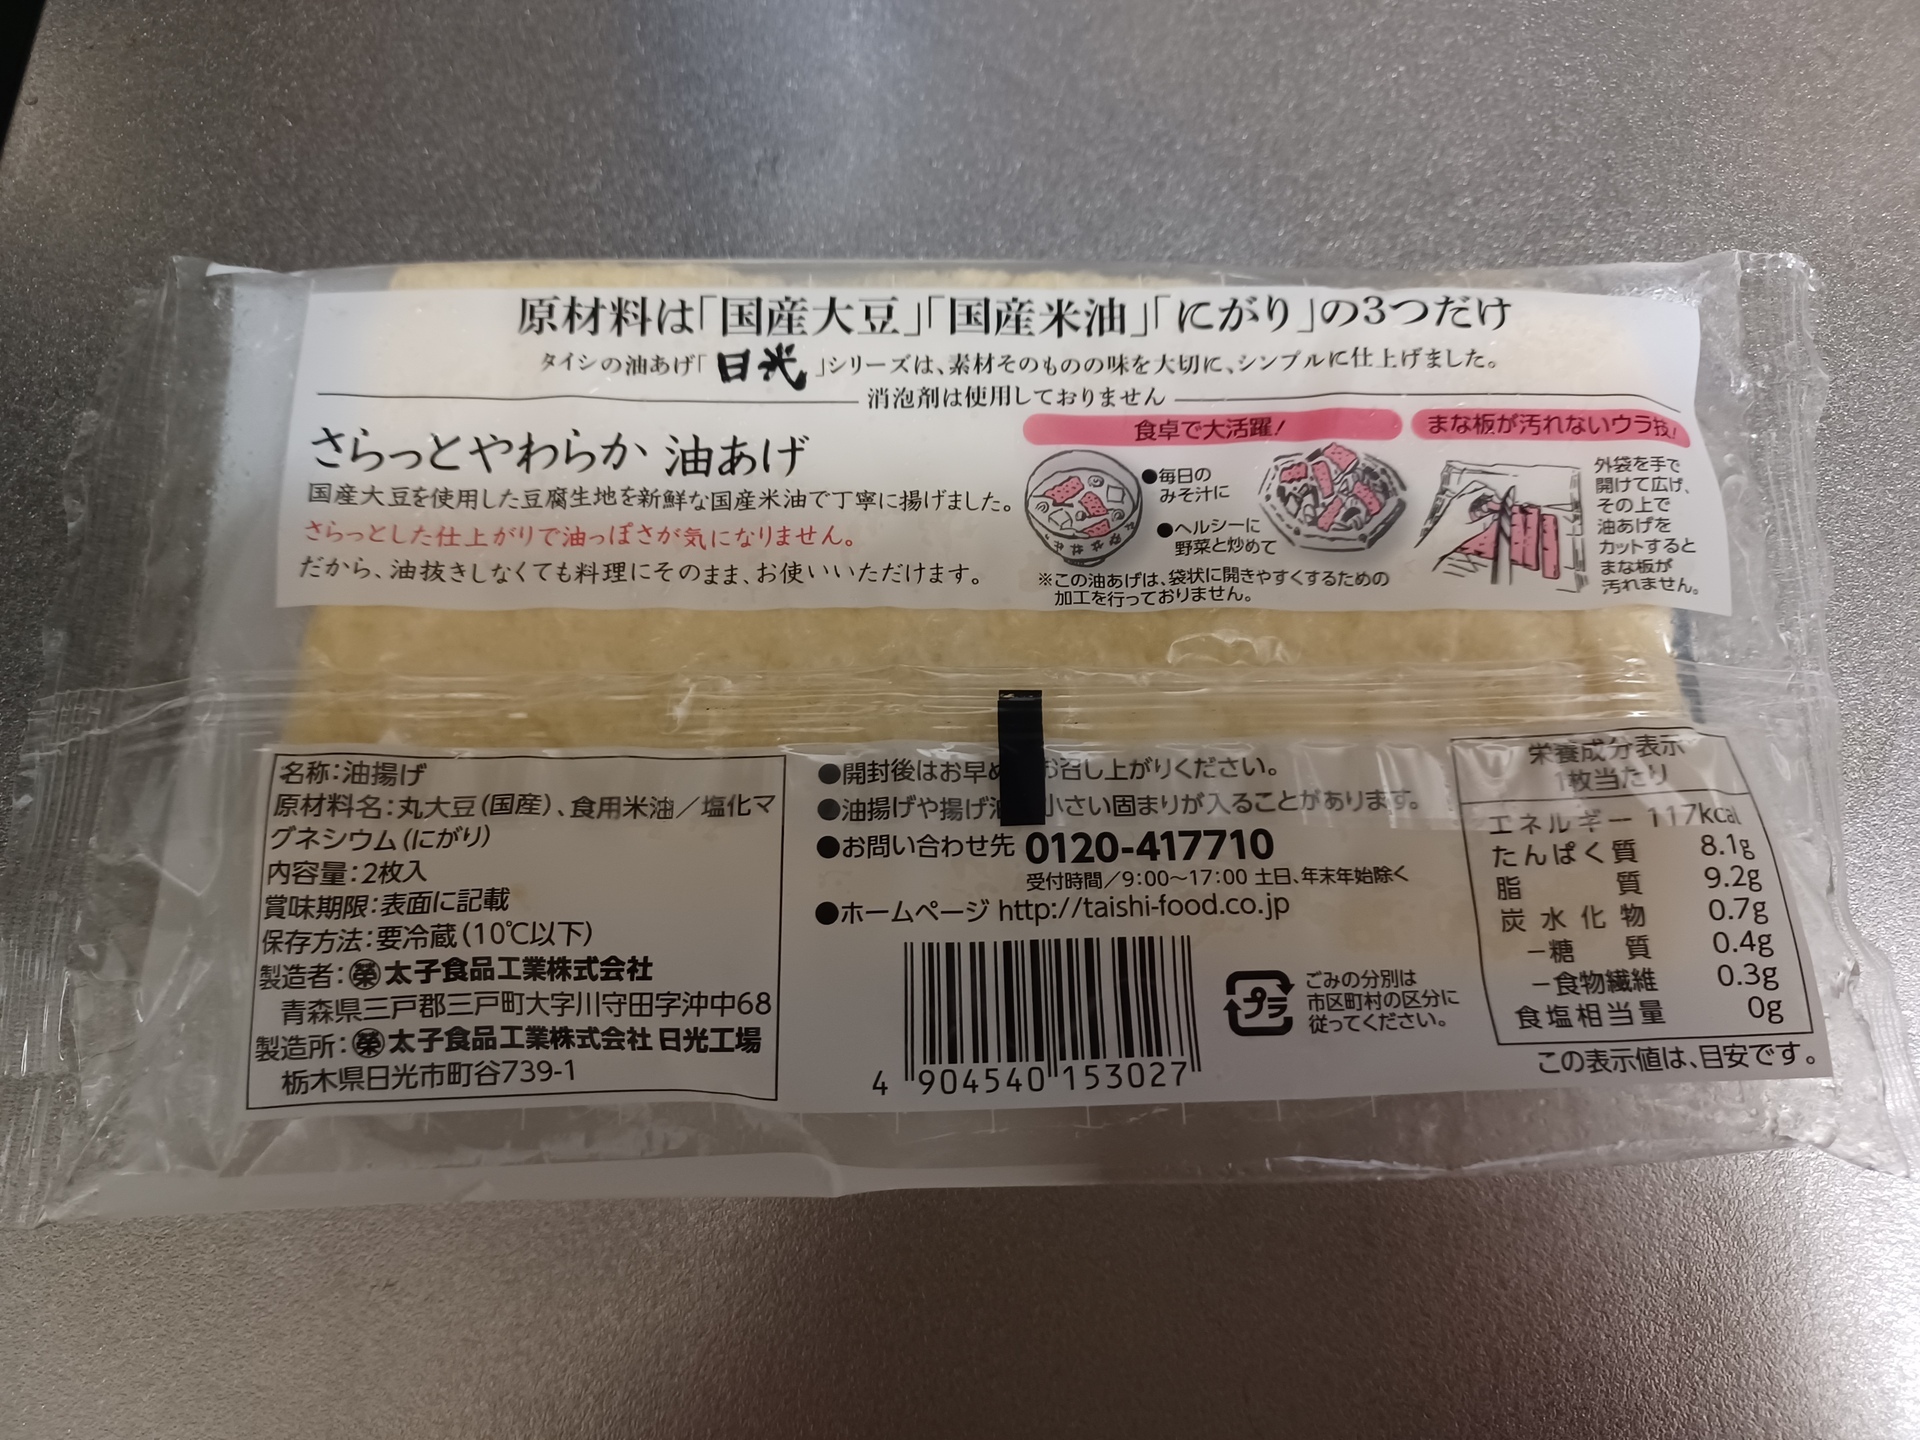 原材料は「国産大豆」「国産米油」「にがり」の3つだけ
タイシの油あげ「日光」シリーズは、素材そのものの味を大切に、シンプルに仕上げました。
消泡剤は使用しておりません
さらっとやわらか 油あげ
国産大豆を使用した豆腐生地を新鮮な国産米油で丁寧に揚げました。
さらっとした仕上がりで油っぽさが気になりません。
だから、油抜きしなくても料理にそのまま、お使いいただけます。
食卓で大活躍!
●毎日の
みそ汁に
●ヘルシーに
野菜と炒めて
※この油あげは、袋状に開きやすくするための
加工を行っておりません。
まな板が汚れないウラ技!
外袋を手で
開けて広げ、
その上で
油あげを
カットすると
まな板が
汚れません。
名称:油揚げ
原材料名:丸大豆(国産)、食用米油/塩化マ
グネシウム(にがり)
内容量:2枚入
賞味期限:表面に記載
保存方法:要冷蔵(10℃以下)
製造者:㊇太子食品工業株式会社
青森県三戸郡三戸町大字川守田字沖中68
製造所:太子食品工業株式会社 日光工場
栃木県日光市町谷739-1
●開封後はお早め お召し上がりください。
●油揚げや揚げ油 小さい固まりが入ることがあります。
●お問い合わせ先 0120-417710
受付時間/9:00〜17:00 土日、年末年始除く
●ホームページ http://taishi-food.co.jp
4 904540 153027
プラ
ごみの分別は
市区町村の区分に
従ってください。
栄養成分表示
1枚当たり
エネルギー 117kcal
たんぱく質 8.1g
脂質 9.2g
炭水化物 0.7g
−糖質 0.4g
−食物繊維 0.3g
食塩相当量 0g
この表示値は、目安です。